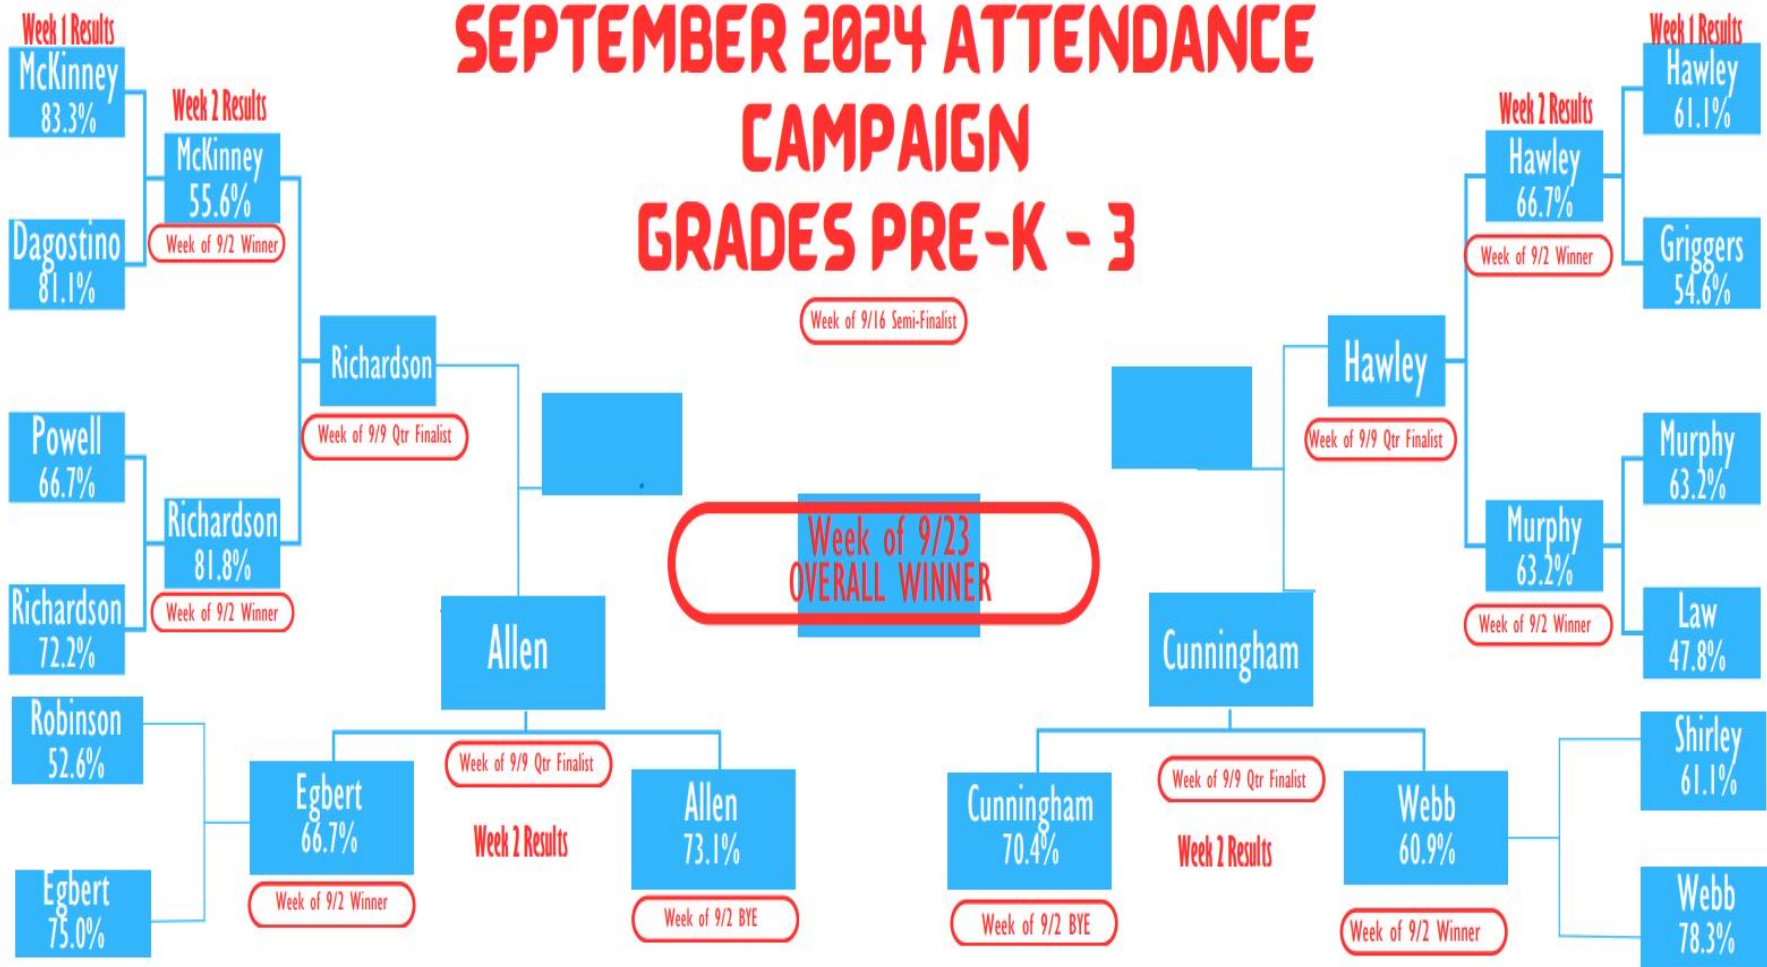 SEPTEMBER 2024 ATTENDANCE
CAMPAIGN
GRADES PRE-K - 3
Week 1 Results
McKinney
83.3%
Dagostino
81.1%
Powell
66.7%
Richardson
72.2%
Robinson
52.6%
Egbert
75.0%
Week 2 Results
McKinney
55.6%
Week of 9/2 Winner
Richardson
81.8%
Week of 9/2 Winner
Richardson
Week of 9/9 Qtr Finalist
Egbert
66.7%
Week of 9/2 Winner
Allen
Week of 9/9 Qtr Finalist
Week 2 Results
Allen
73.1%
Week of 9/2 BYE
Week of 9/16 Semi-Finalist
Week of 9/23
OVERALL WINNER
Cunningham
Week of 9/9 Qtr Finalist
Week 2 Results
Cunningham
70.4%
Week of 9/2 BYE
Webb
60.9%
Week of 9/2 Winner
Hawley
Week of 9/9 Qtr Finalist
Week 2 Results
Hawley
66.7%
Week of 9/2 Winner
Murphy
63.2%
Week of 9/2 Winner
Week 1 Results
Hawley
61.1%
Griggers
54.6%
Murphy
63.2%
Law
47.8%
Shirley
61.1%
Webb
78.3%